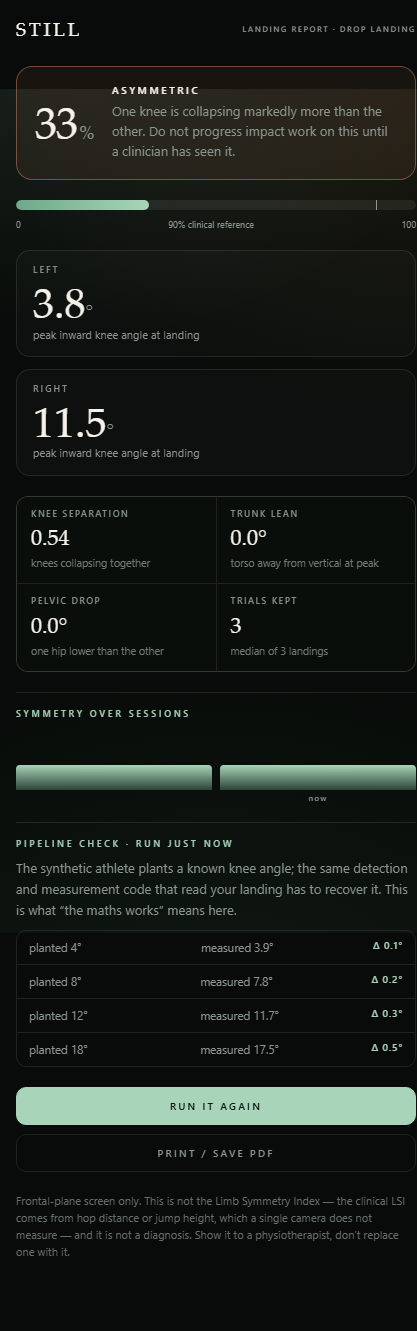 STILL
LANDING REPORT · DROP LANDING
33%
ASYMMETRIC
One knee is collapsing markedly more than the
other. Do not progress impact work on this until
a clinician has seen it.
0
90% clinical reference
100
LEFT
3.8°
peak inward knee angle at landing
RIGHT
11.5°
peak inward knee angle at landing
KNEE SEPARATION
0.54
knees collapsing together
TRUNK LEAN
0.0°
torso away from vertical at peak
PELVIC DROP
0.0°
one hip lower than the other
TRIALS KEPT
3
median of 3 landings
SYMMETRY OVER SESSIONS
now
PIPELINE CHECK · RUN JUST NOW
The synthetic athlete plants a known knee angle; the same detection
and measurement code that read your landing has to recover it. This
is what “the maths works” means here.
planted 4° measured 3.9° Δ 0.1°
planted 8° measured 7.8° Δ 0.2°
planted 12° measured 11.7° Δ 0.3°
planted 18° measured 17.5° Δ 0.5°
RUN IT AGAIN
PRINT / SAVE PDF
Frontal-plane screen only. This is not the Limb Symmetry Index — the clinical LSI
comes from hop distance or jump height, which a single camera does not
measure — and it is not a diagnosis. Show it to a physiotherapist, don't replace
one with it.